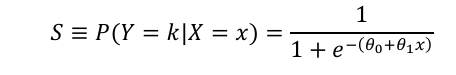 S ≡ P(Y = k|X = x) = 1 / (1 + e^{−(θ₀+θ₁x)})